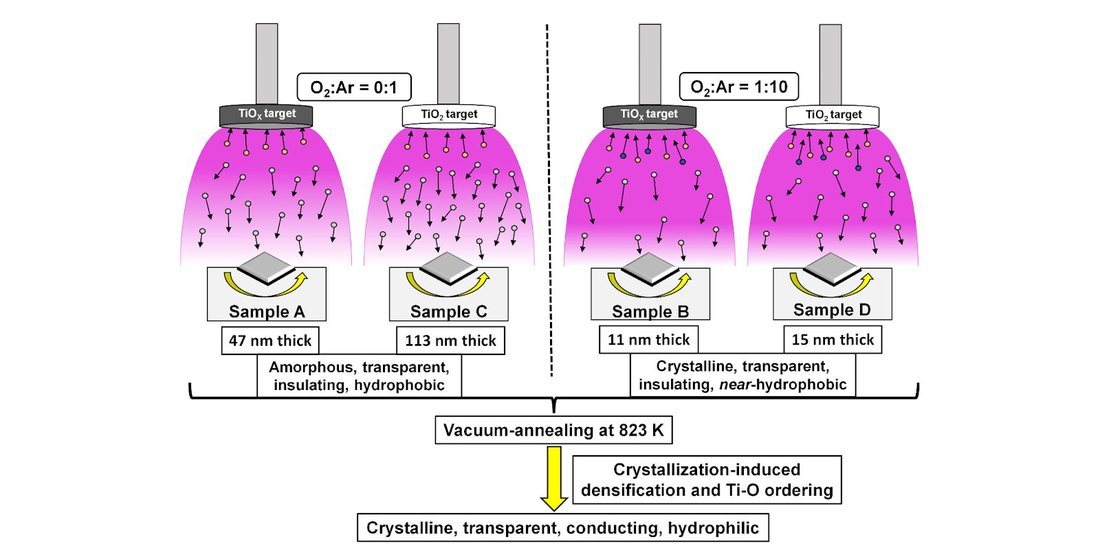 O2:Ar = 0:1
O2:Ar = 1:10
TiOX target
TiO2 target
TiOX target
TiO2 target
Sample A
Sample C
Sample B
Sample D
47 nm thick
113 nm thick
11 nm thick
15 nm thick
Amorphous, transparent,
insulating, hydrophobic
Crystalline, transparent,
insulating, near-hydrophobic
Vacuum-annealing at 823 K
Crystallization-induced
densification and Ti-O ordering
Crystalline, transparent, conducting, hydrophilic